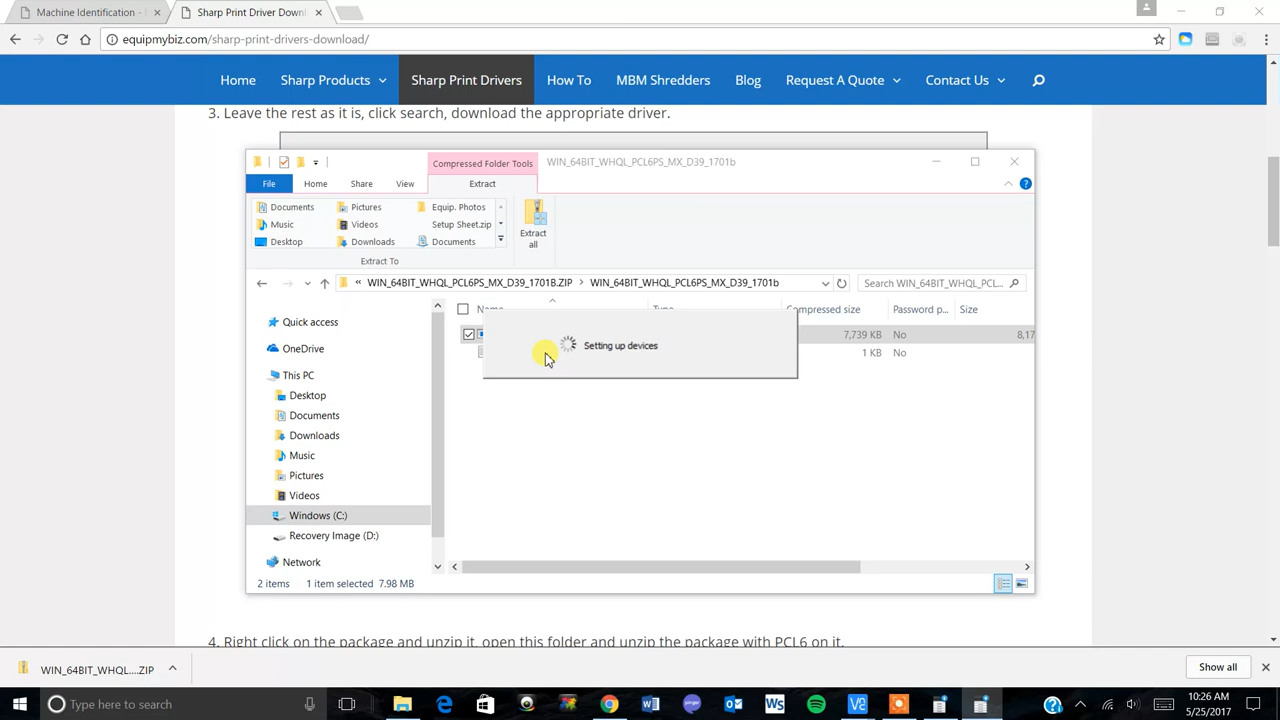 Machine Identification -
Sharp Print Driver Downl
equipmybiz.com/sharp-print-drivers-download/
Home Sharp Products Sharp Print Drivers How To MBM Shredders Blog Request A Quote Contact Us
3. Leave the rest as it is, click search, download the appropriate driver.
Compressed Folder Tools WIN_64BIT_WHQL_PCL6PS_MX_D39_1701b
File Home Share View Extract
Documents Pictures Equip. Photos
Music Videos Setup Sheet.zip
Desktop Downloads Documents
Extract all
Extract To
« WIN_64BIT_WHQL_PCL6PS_MX_D39_1701B.ZIP > WIN_64BIT_WHQL_PCL6PS_MX_D39_1701b Search WIN_64BIT_WHQL_PCL...
Name Type Compressed size Password p... Size
7,739 KB No 8,17
1 KB No
Setting up devices
Quick access
OneDrive
This PC
Desktop
Documents
Downloads
Music
Pictures
Videos
Windows (C:)
Recovery Image (D:)
Network
2 items 1 item selected 7.98 MB
4. Right click on the package and unzip it, open this folder and unzip the package with PCL6 on it.
WIN_64BIT_WHQL....ZIP Show all
Type here to search
10:26 AM
5/25/2017